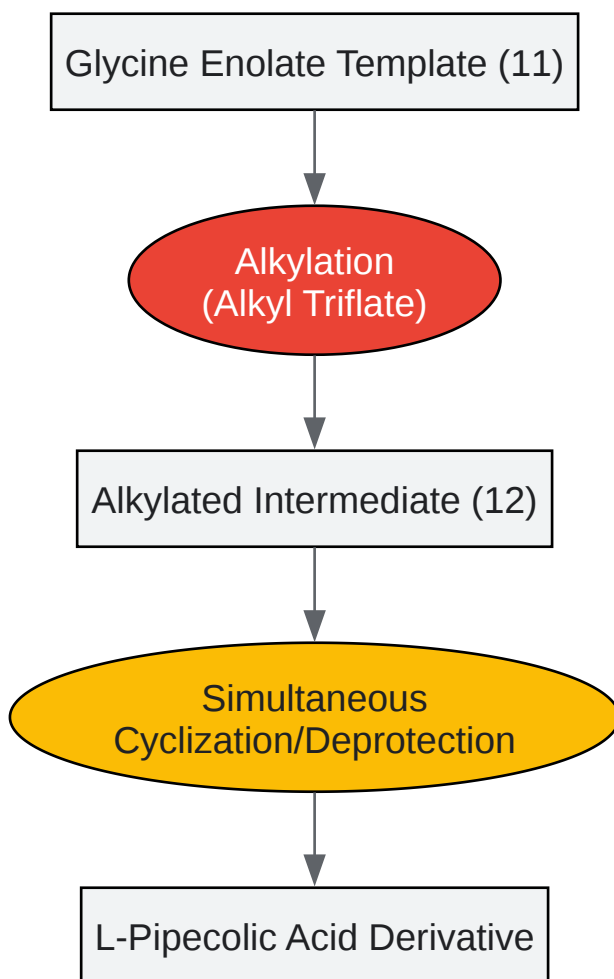 Glycine Enolate Template (11)
Alkylation
(Alkyl Triflate)
Alkylated Intermediate (12)
Simultaneous
Cyclization/Deprotection
L-Pipecolic Acid Derivative